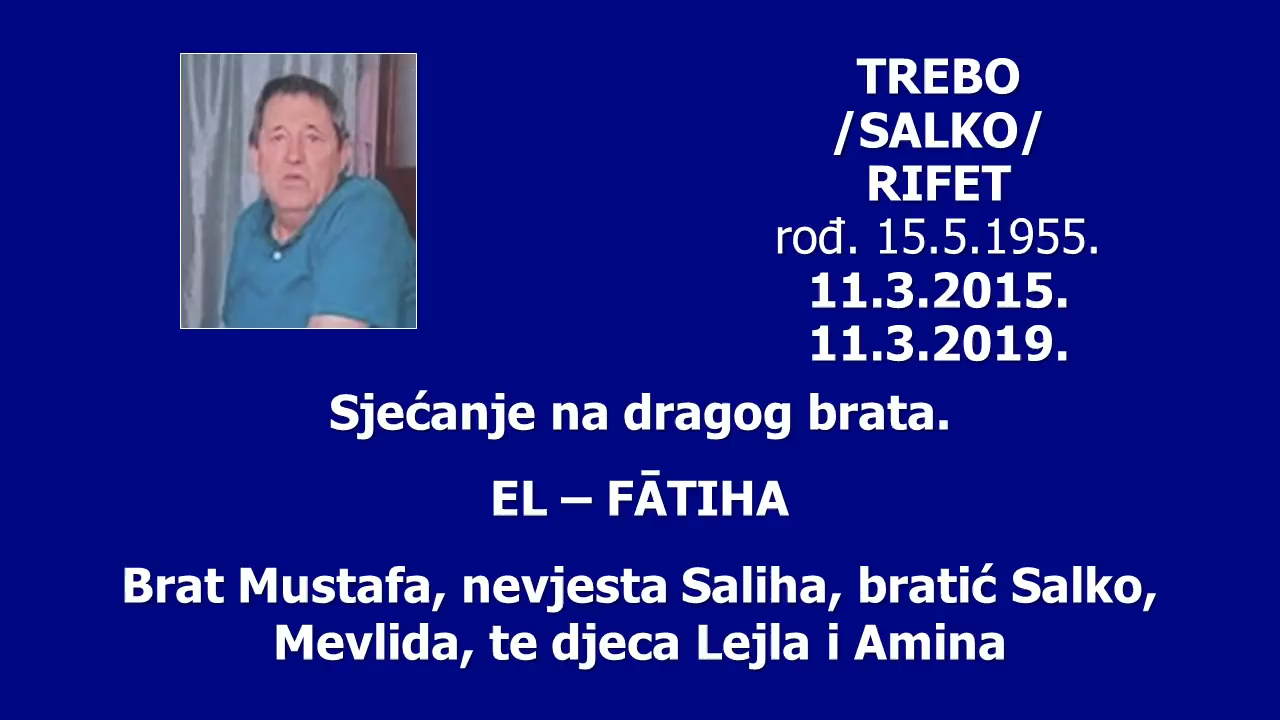 TREBO
/SALKO/
RIFET
rođ. 15.5.1955.
11.3.2015.
11.3.2019.
Sjećanje na dragog brata.
EL – FĀTIHA
Brat Mustafa, nevjesta Saliha, bratić Salko,
Mevlida, te djeca Lejla i Amina